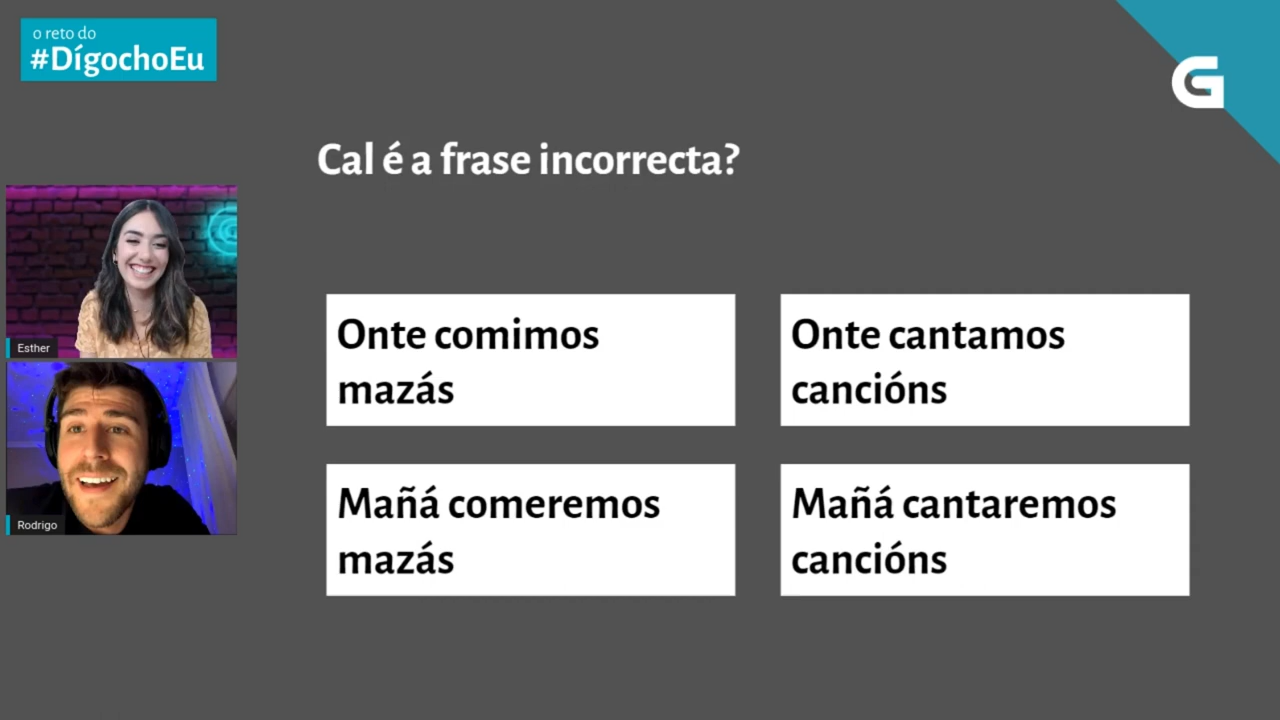 o reto do
#DígochoEu
Cal é a frase incorrecta?
Onte comimos
mazás
Onte cantamos
cancións
Mañá comeremos
mazás
Mañá cantaremos
cancións
Esther
Rodrigo
G